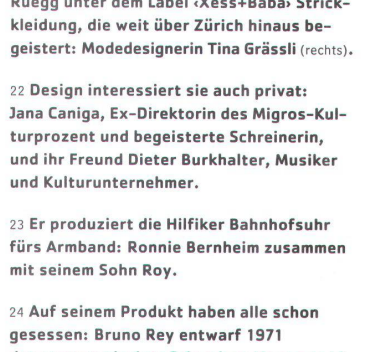 Ruegg unter dem Label ‹Xess+Baba› Strick-
kleidung, die weit über Zürich hinaus be-
geistert: Modedesignerin Tina Grässli (rechts).
22 Design interessiert sie auch privat:
Jana Caniga, Ex-Direktorin des Migros-Kul-
turprozent und begeisterte Schreinerin,
und ihr Freund Dieter Burkhalter, Musiker
und Kulturunternehmer.
23 Er produziert die Hilfiker Bahnhofsuhr
fürs Armband: Ronnie Bernheim zusammen
mit seinem Sohn Roy.
24 Auf seinem Produkt haben alle schon
gesessen: Bruno Rey entwarf 1971